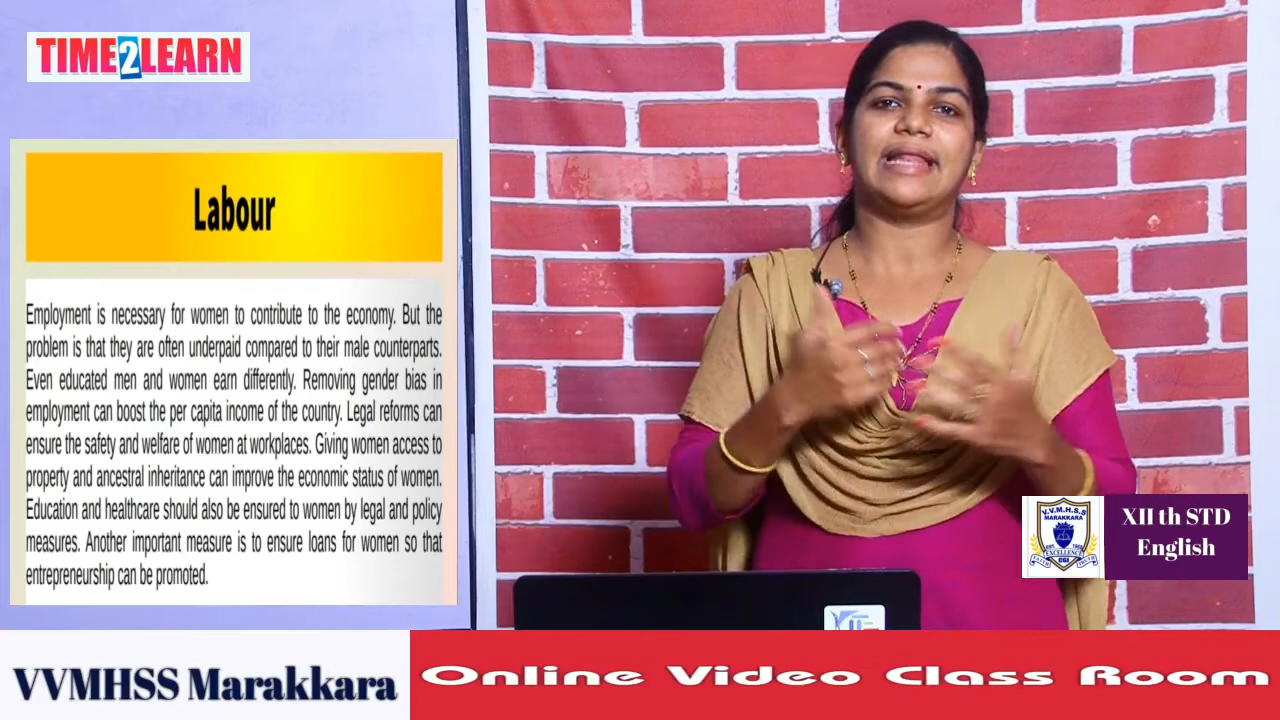 TIME2LEARN
Labour
Employment is necessary for women to contribute to the economy. But the
problem is that they are often underpaid compared to their male counterparts.
Even educated men and women earn differently. Removing gender bias in
employment can boost the per capita income of the country. Legal reforms can
ensure the safety and welfare of women at workplaces. Giving women access to
property and ancestral inheritance can improve the economic status of women.
Education and healthcare should also be ensured to women by legal and policy
measures. Another important measure is to ensure loans for women so that
entrepreneurship can be promoted.
V.V.M.H.S.S
MARAKKARA
EXCELLENCE
XII th STD
English
VVMHSS Marakkara
Online Video Class Room